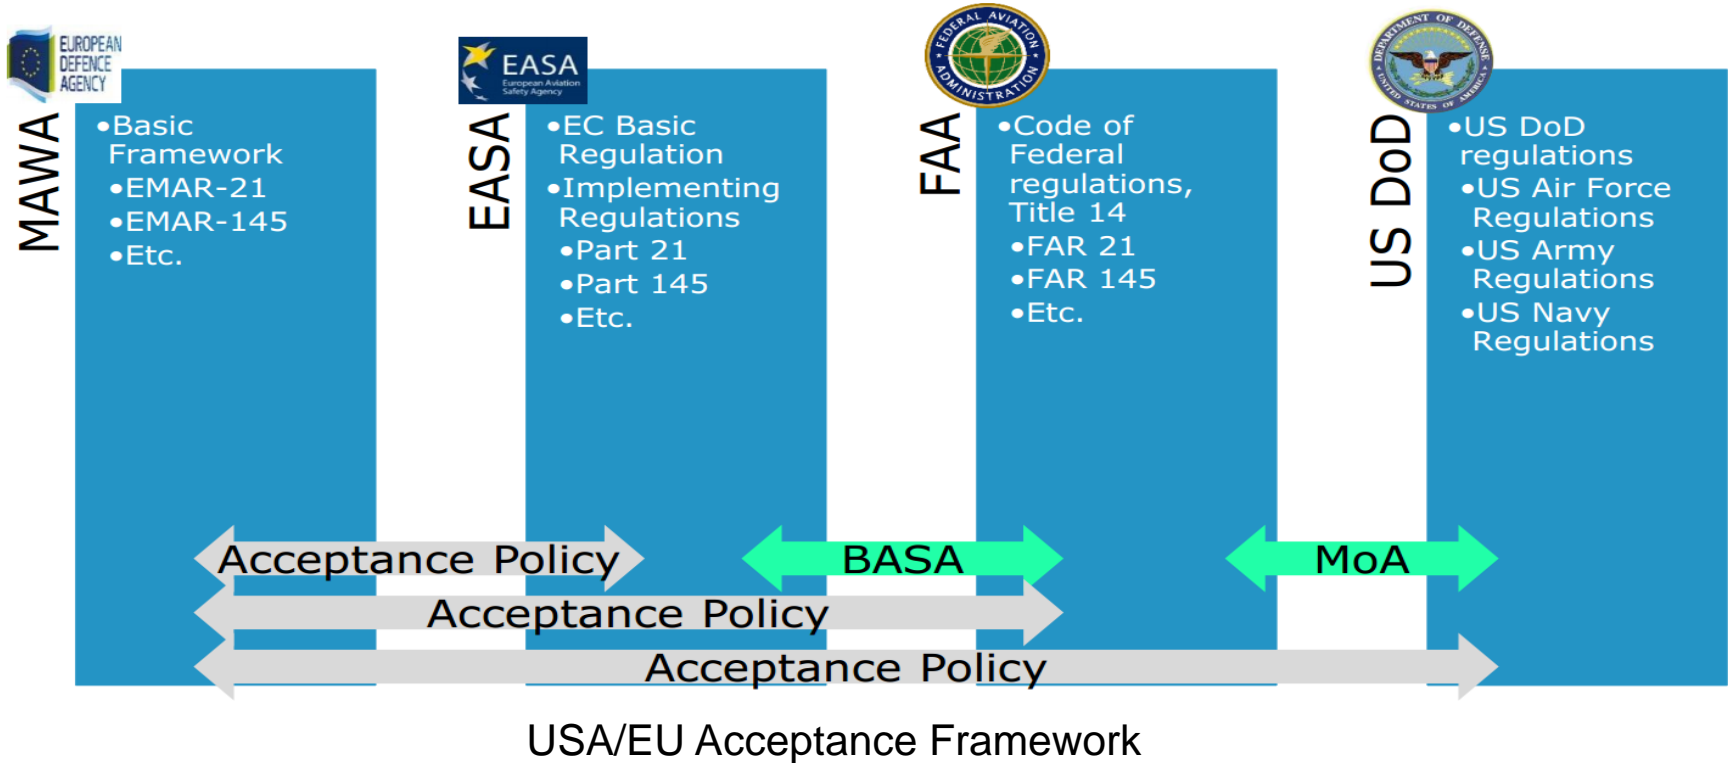 EUROPEAN
DEFENCE
AGENCY
MAWA
•Basic
Framework
•EMAR-21
•EMAR-145
•Etc.
EASA
European Aviation
Safety Agency
EASA
•EC Basic
Regulation
•Implementing
Regulations
•Part 21
•Part 145
•Etc.
FEDERAL AVIATION
ADMINISTRATION
FAA
•Code of
Federal
regulations,
Title 14
•FAR 21
•FAR 145
•Etc.
DEPARTMENT OF DEFENSE
UNITED STATES OF AMERICA
US DoD
•US DoD
regulations
•US Air Force
Regulations
•US Army
Regulations
•US Navy
Regulations
Acceptance Policy
BASA
MoA
Acceptance Policy
Acceptance Policy
USA/EU Acceptance Framework